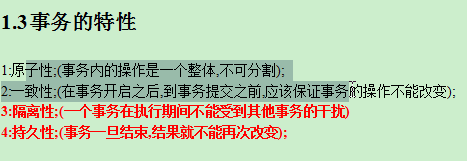 1.3事务的特性
1:原子性;(事务内的操作是一个整体,不可分割);
2:一致性;(在事务开启之后,到事务提交之前,应该保证事务的操作不能改变);
3:隔离性;(一个事务在执行期间不能受到其他事务的干扰)
4:持久性;(事务一旦结束,结果就不能再次改变);